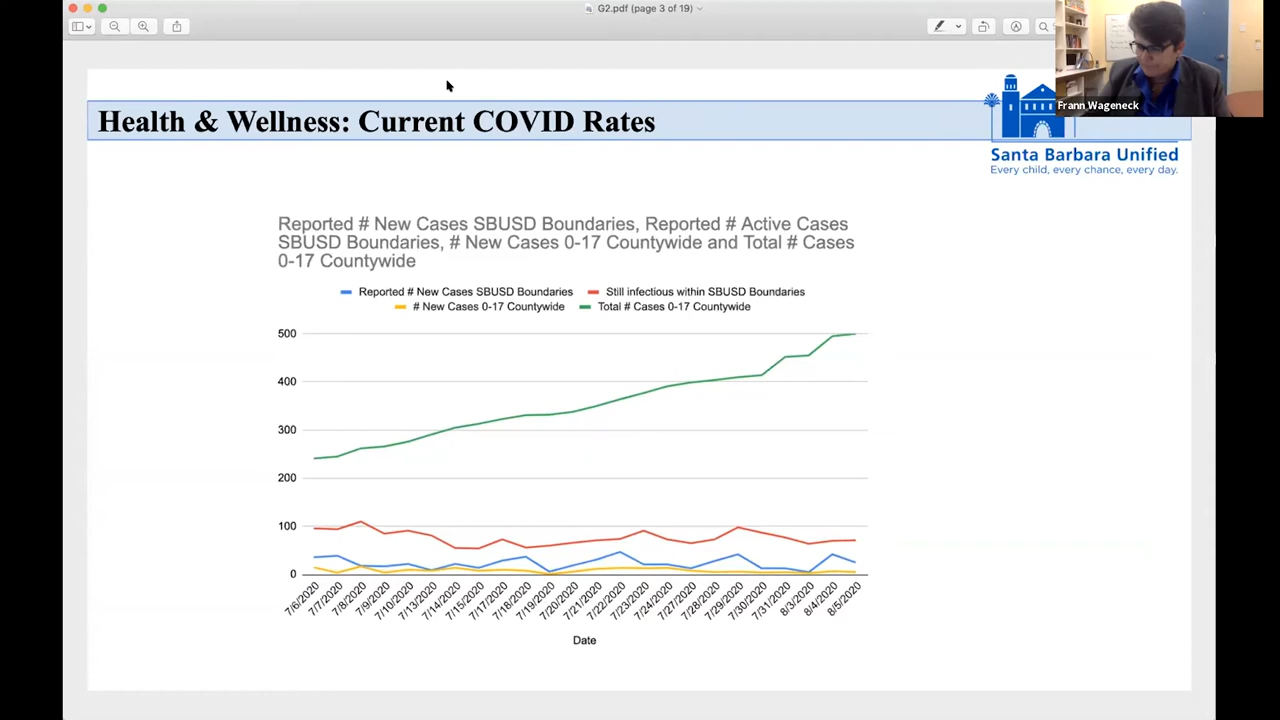 G2.pdf (page 3 of 19)
Frann Wageneck
Health & Wellness: Current COVID Rates
Santa Barbara Unified
Every child, every chance, every day.
Reported # New Cases SBUSD Boundaries, Reported # Active Cases
SBUSD Boundaries, # New Cases 0-17 Countywide and Total # Cases
0-17 Countywide
Reported # New Cases SBUSD Boundaries
Still infectious within SBUSD Boundaries
# New Cases 0-17 Countywide
Total # Cases 0-17 Countywide
500
400
300
200
100
0
7/6/2020
7/7/2020
7/8/2020
7/9/2020
7/10/2020
7/13/2020
7/14/2020
7/15/2020
7/17/2020
7/18/2020
7/19/2020
7/20/2020
7/21/2020
7/22/2020
7/23/2020
7/24/2020
7/27/2020
7/28/2020
7/29/2020
7/30/2020
7/31/2020
8/3/2020
8/4/2020
8/5/2020
Date